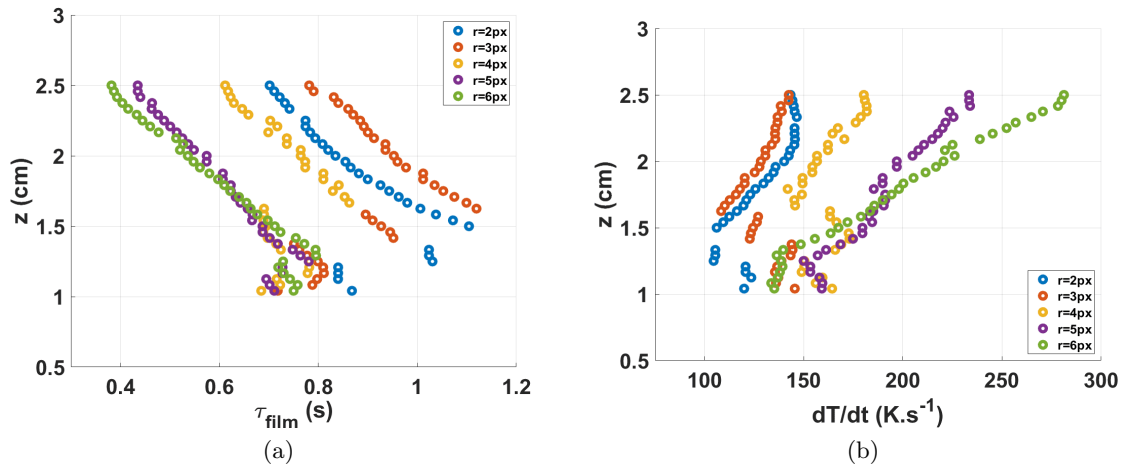 3
2.5
2
1.5
1
0.5
z (cm)
0.4
0.6
0.8
1
1.2
τfilm (s)
r=2px
r=3px
r=4px
r=5px
r=6px
(a)
3
2.5
2
1.5
1
0.5
z (cm)
100
150
200
250
300
dT/dt (K.s-1)
r=2px
r=3px
r=4px
r=5px
r=6px
(b)